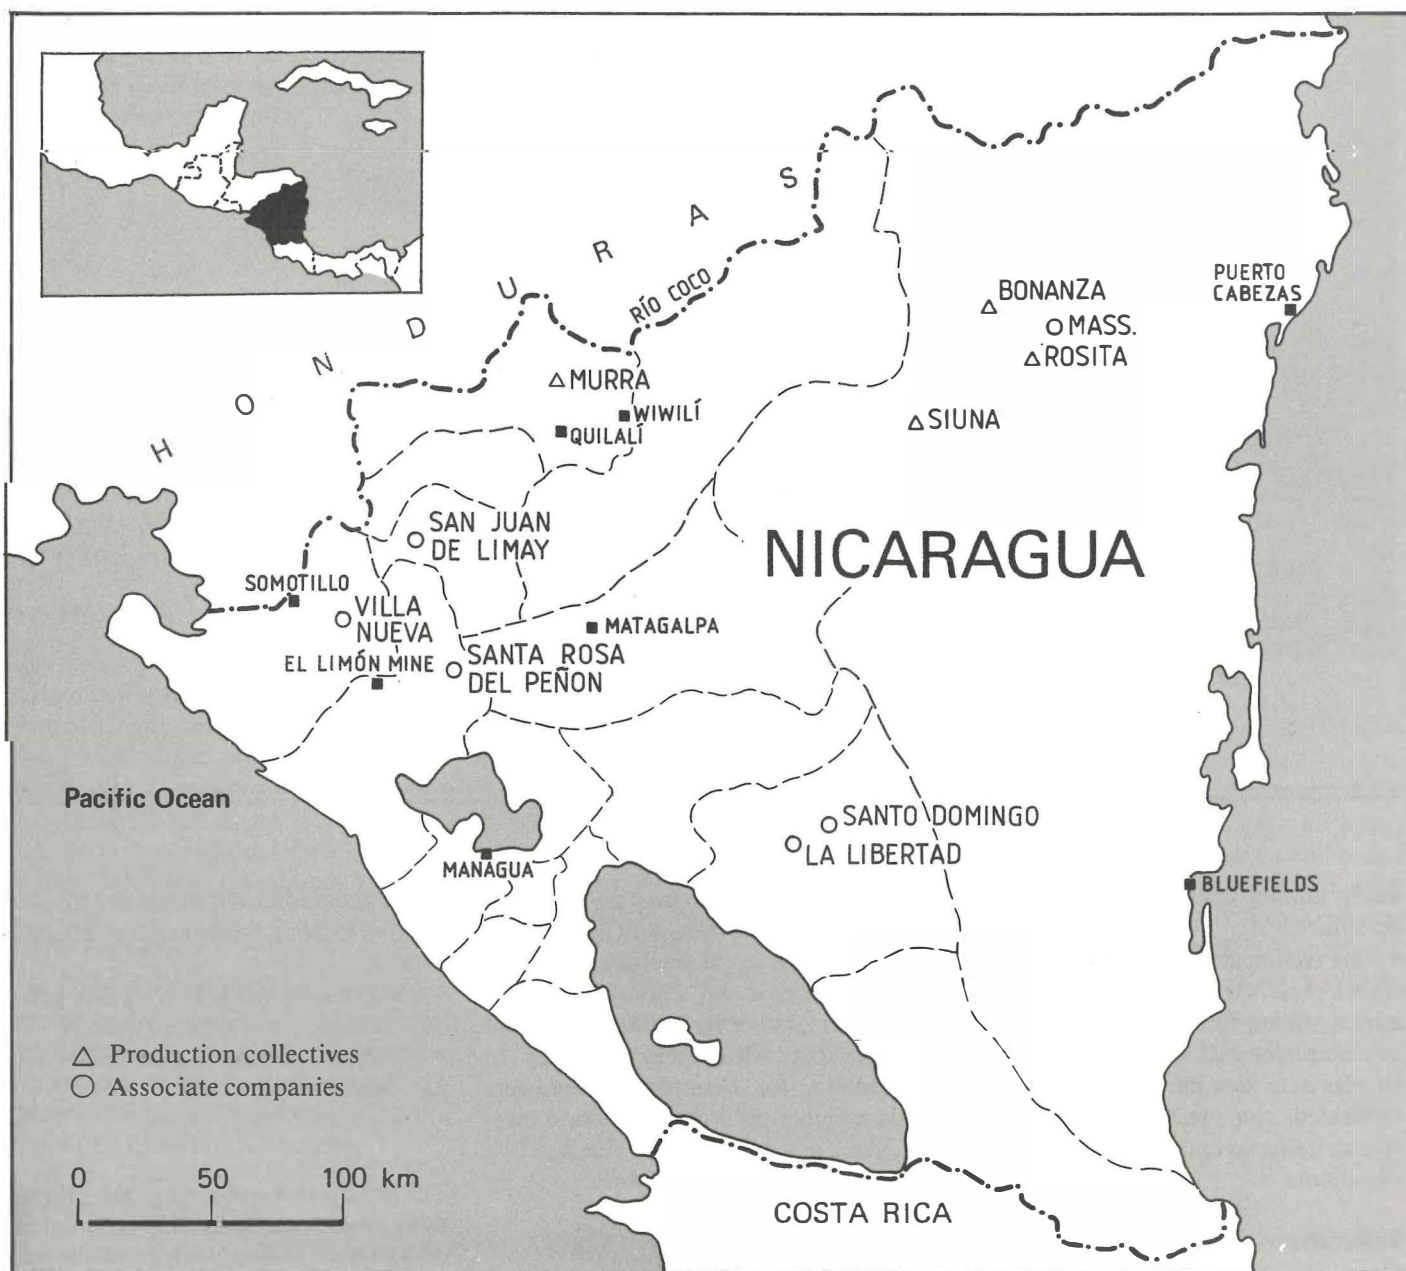 HONDURAS
RÍO COCO
BONANZA
MASS.
ROSITA
PUERTO
CABEZAS
MURRA
WIWILÍ
QUILALÍ
SIUNA
SAN JUAN
DE LIMAY
NICARAGUA
SOMOTILLO
VILLA
NUEVA
MATAGALPA
EL LIMÓN MINE
SANTA ROSA
DEL PEÑON
Pacific Ocean
SANTO DOMINGO
LA LIBERTAD
MANAGUA
BLUEFIELDS
Production collectives
Associate companies
0 50 100 km
COSTA RICA